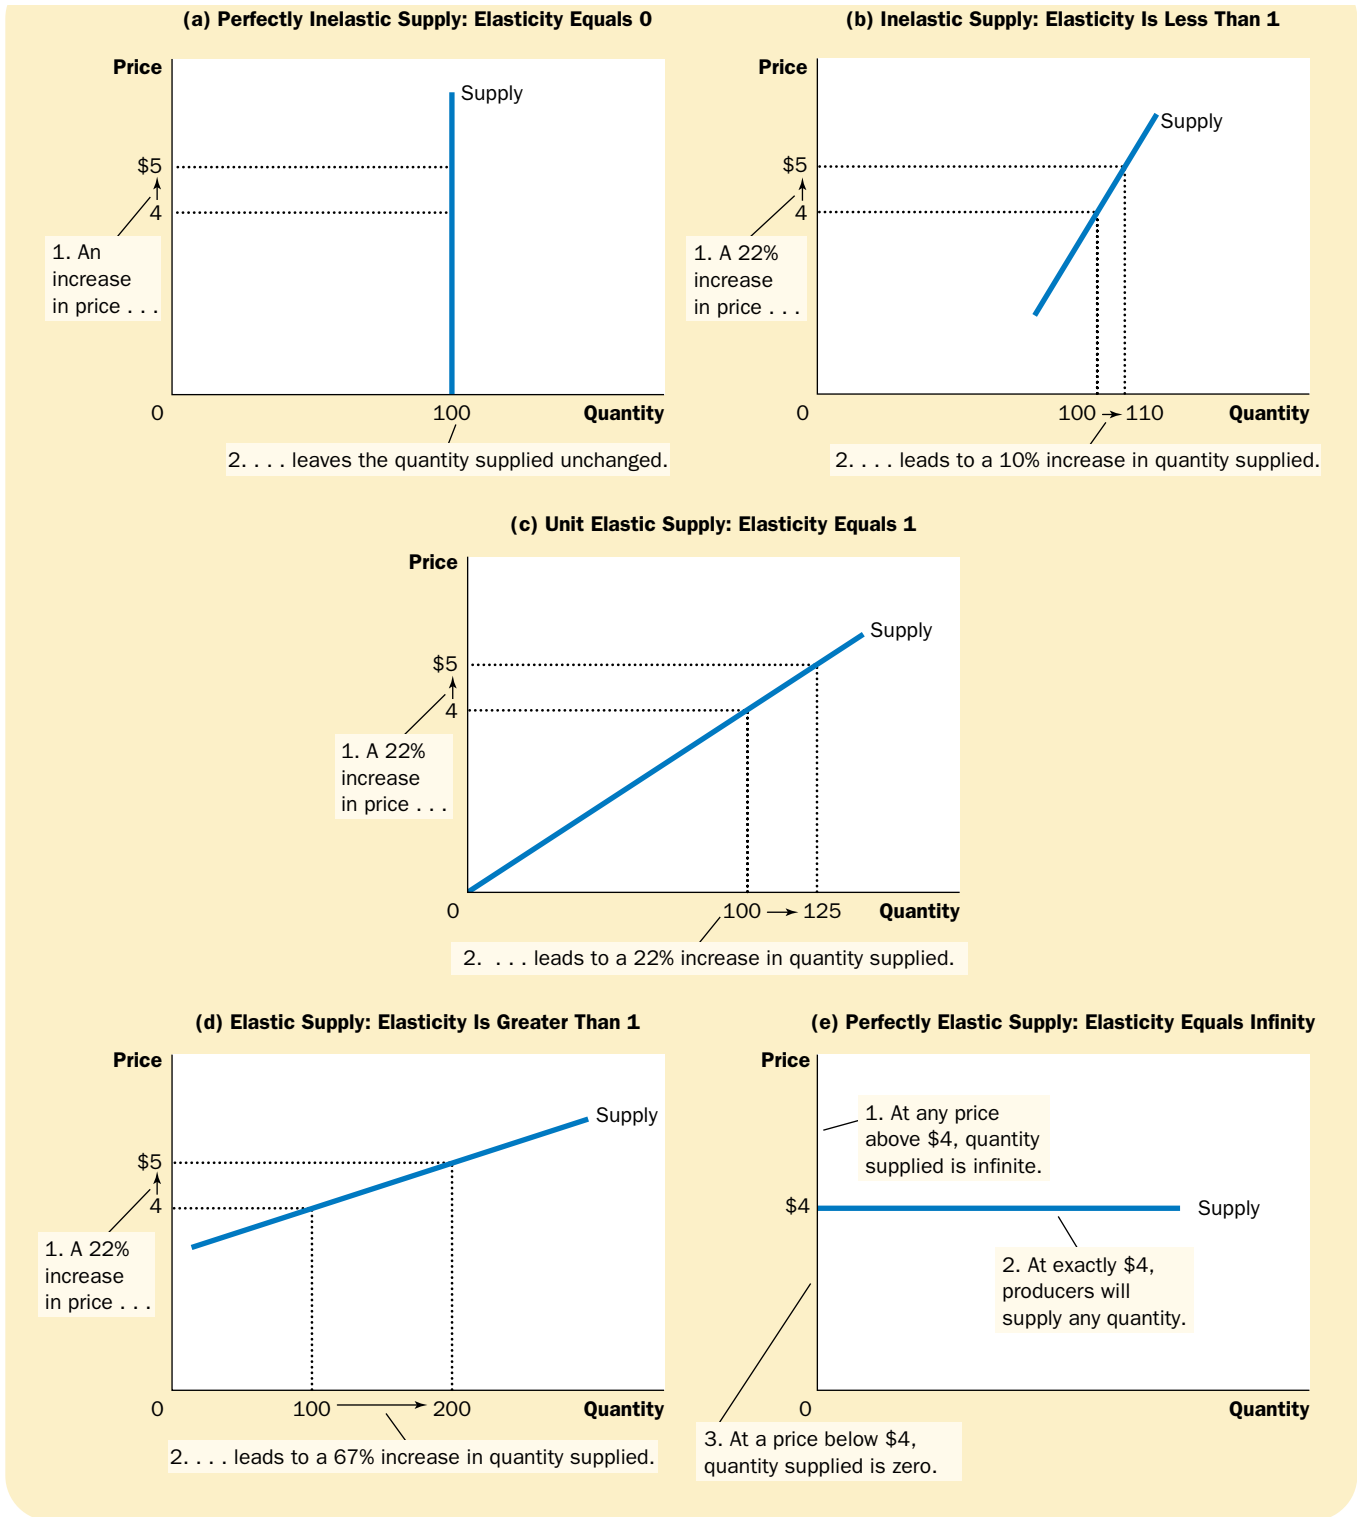 (a) Perfectly Inelastic Supply: Elasticity Equals 0
Price
Supply
$5
4
1. An
increase
in price . . .
0
100
Quantity
2. . . . leaves the quantity supplied unchanged.
(b) Inelastic Supply: Elasticity Is Less Than 1
Price
Supply
$5
4
1. A 22%
increase
in price . . .
0
100
110
Quantity
2. . . . leads to a 10% increase in quantity supplied.
(c) Unit Elastic Supply: Elasticity Equals 1
Price
Supply
$5
4
1. A 22%
increase
in price . . .
0
100
125
Quantity
2. . . . leads to a 22% increase in quantity supplied.
(d) Elastic Supply: Elasticity Is Greater Than 1
Price
Supply
$5
4
1. A 22%
increase
in price . . .
0
100
200
Quantity
2. . . . leads to a 67% increase in quantity supplied.
(e) Perfectly Elastic Supply: Elasticity Equals Infinity
Price
1. At any price
above $4, quantity
supplied is infinite.
$4
Supply
2. At exactly $4,
producers will
supply any quantity.
0
Quantity
3. At a price below $4,
quantity supplied is zero.